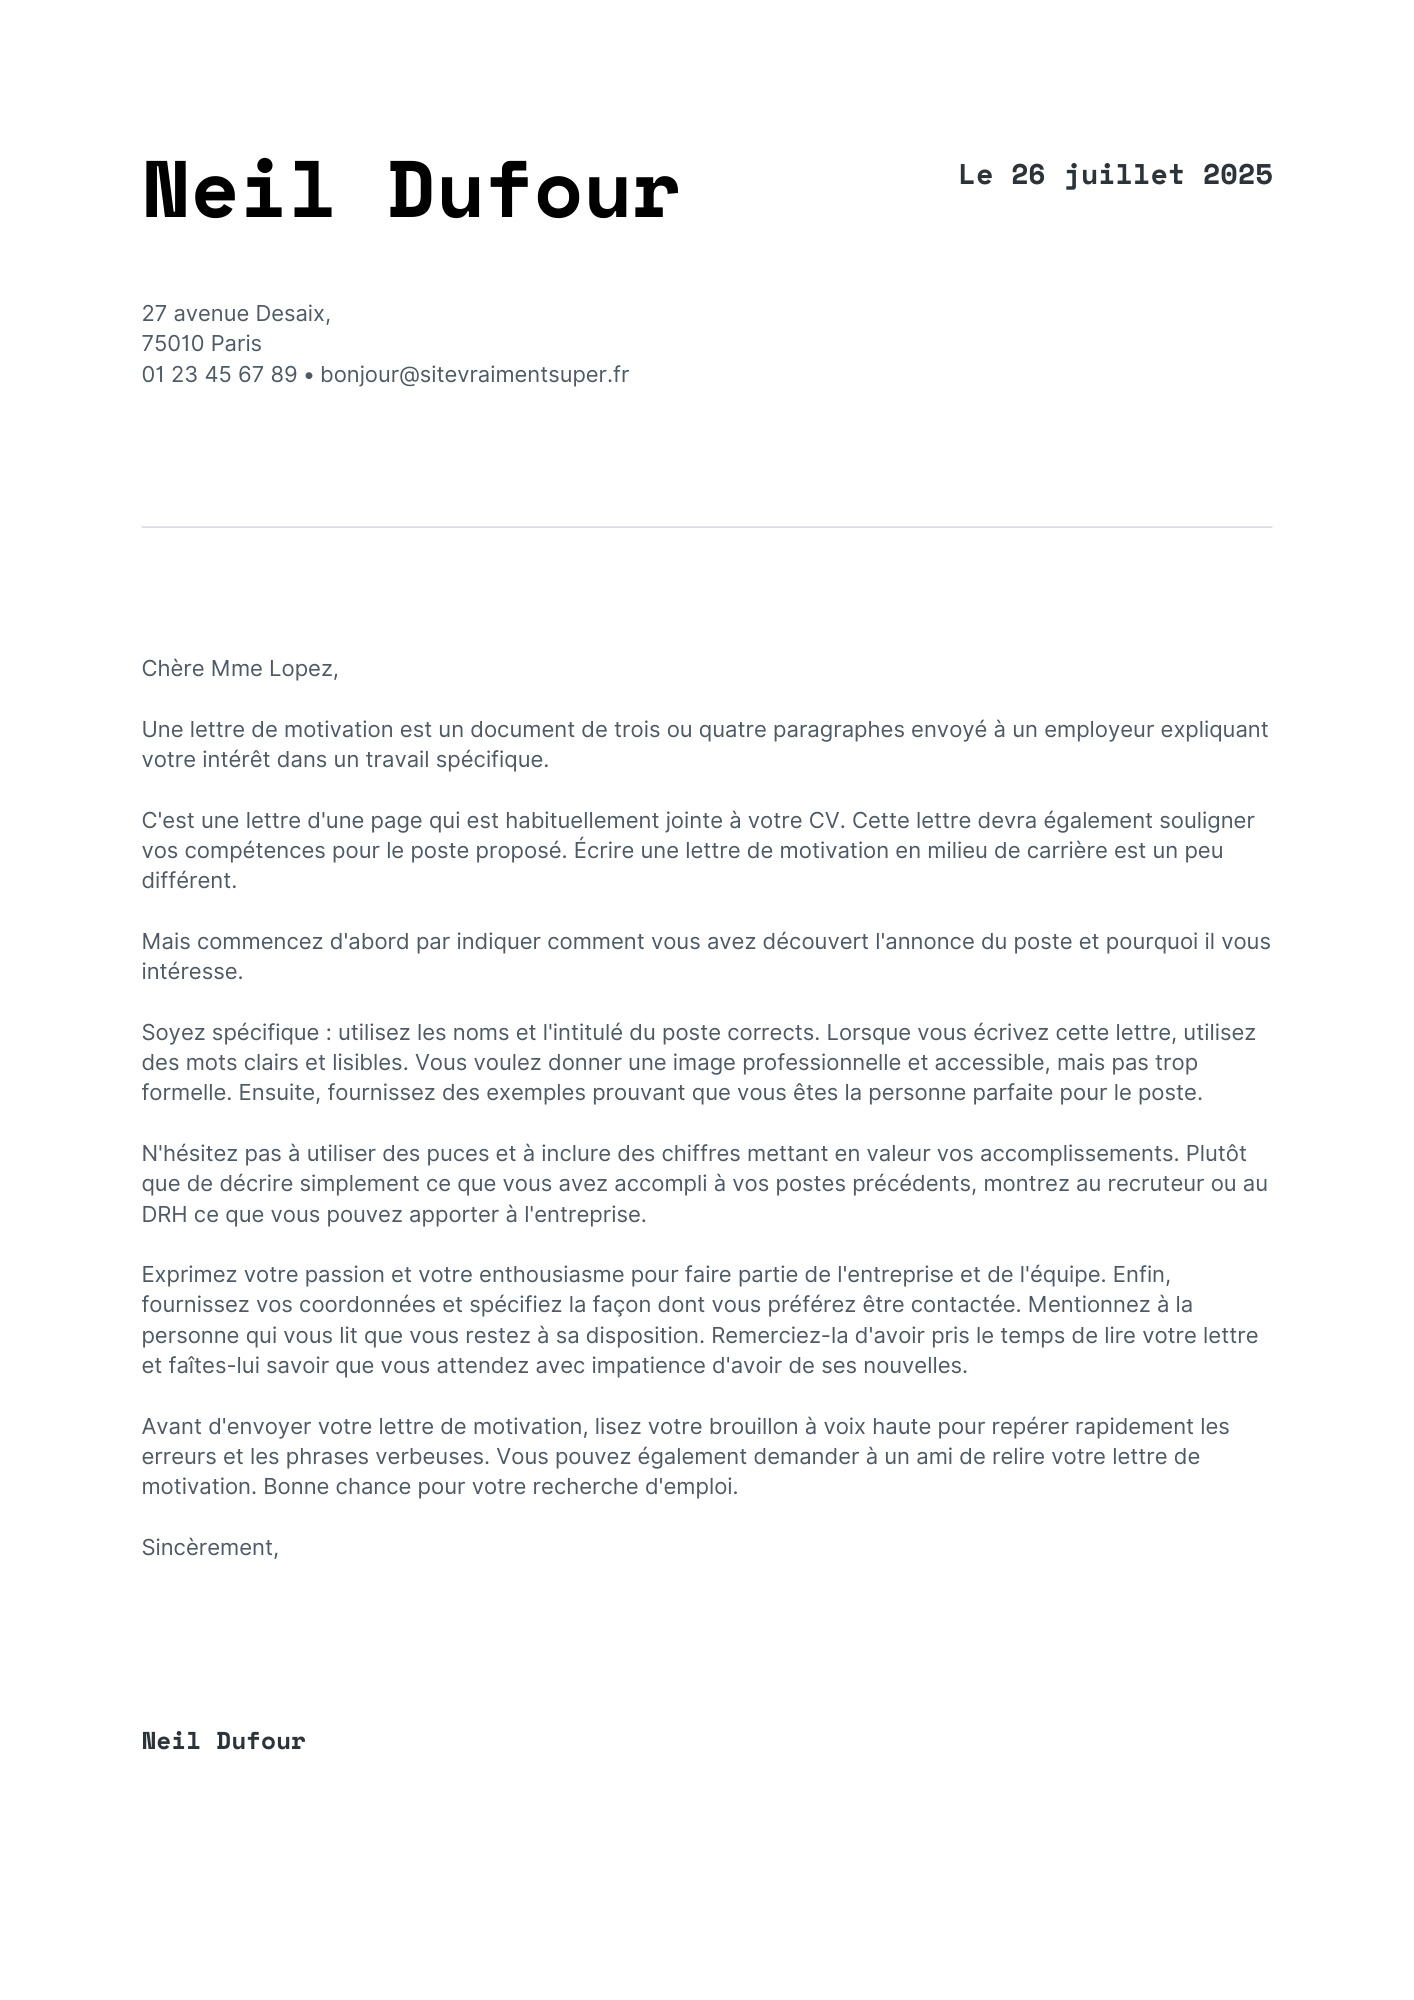 Neil Dufour
Le 26 juillet 2025
27 avenue Desaix,
75010 Paris
01 23 45 67 89 • bonjour@sitevraimentsuper.fr
Chère Mme Lopez,
Une lettre de motivation est un document de trois ou quatre paragraphes envoyé à un employeur expliquant
votre intérêt dans un travail spécifique.
C'est une lettre d'une page qui est habituellement jointe à votre CV. Cette lettre devra également souligner
vos compétences pour le poste proposé. Écrire une lettre de motivation en milieu de carrière est un peu
différent.
Mais commencez d'abord par indiquer comment vous avez découvert l'annonce du poste et pourquoi il vous
intéresse.
Soyez spécifique : utilisez les noms et l'intitulé du poste corrects. Lorsque vous écrivez cette lettre, utilisez
des mots clairs et lisibles. Vous voulez donner une image professionnelle et accessible, mais pas trop
formelle. Ensuite, fournissez des exemples prouvant que vous êtes la personne parfaite pour le poste.
N'hésitez pas à utiliser des puces et à inclure des chiffres mettant en valeur vos accomplissements. Plutôt
que de décrire simplement ce que vous avez accompli à vos postes précédents, montrez au recruteur ou au
DRH ce que vous pouvez apporter à l'entreprise.
Exprimez votre passion et votre enthousiasme pour faire partie de l'entreprise et de l'équipe. Enfin,
fournissez vos coordonnées et spécifiez la façon dont vous préférez être contactée. Mentionnez à la
personne qui vous lit que vous restez à sa disposition. Remerciez-la d'avoir pris le temps de lire votre lettre
et faîtes-lui savoir que vous attendez avec impatience d'avoir de ses nouvelles.
Avant d'envoyer votre lettre de motivation, lisez votre brouillon à voix haute pour repérer rapidement les
erreurs et les phrases verbeuses. Vous pouvez également demander à un ami de relire votre lettre de
motivation. Bonne chance pour votre recherche d'emploi.
Sincèrement,
Neil Dufour